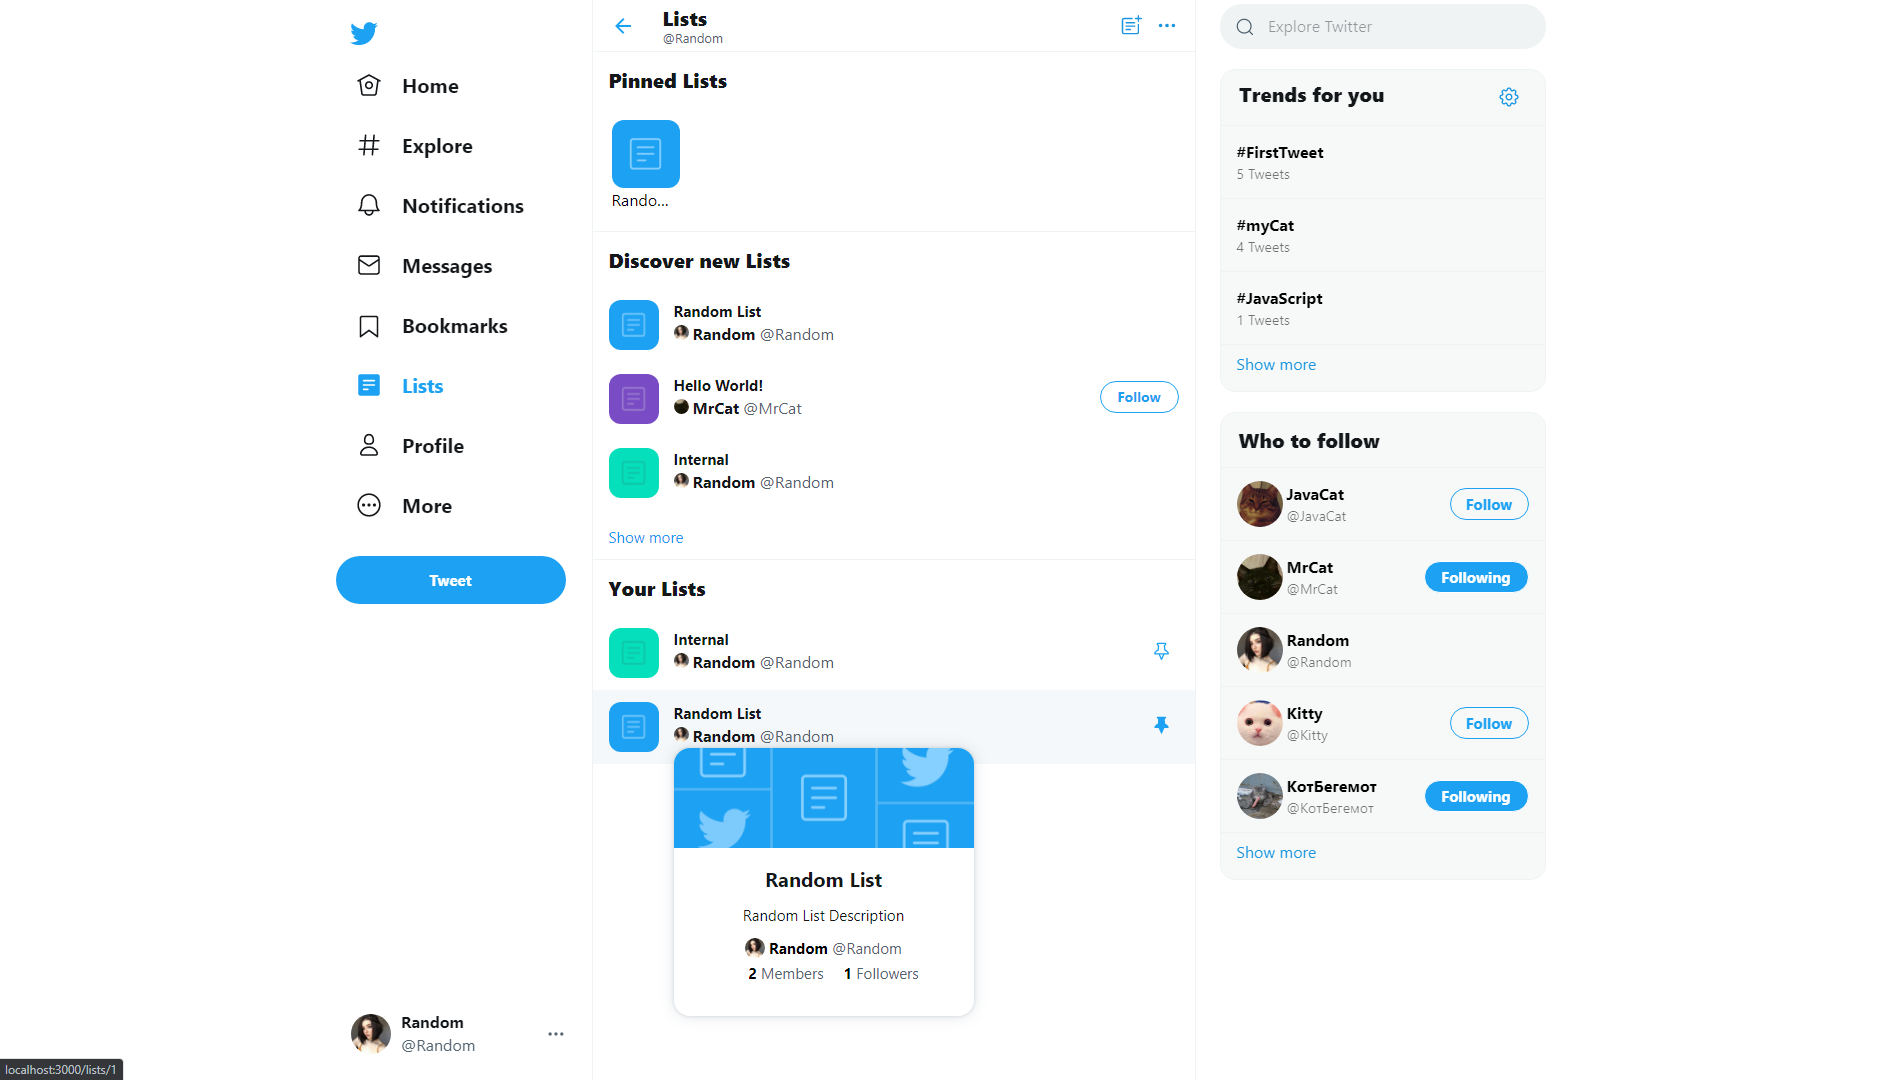 Home
Explore
Notifications
Messages
Bookmarks
Lists
Profile
More
Tweet
Random
@Random
localhost:3000/lists/1
Lists
@Random
Pinned Lists
Rando...
Discover new Lists
Random List
Random @Random
Hello World!
MrCat @MrCat
Follow
Internal
Random @Random
Show more
Your Lists
Internal
Random @Random
Random List
Random @Random
Random List
Random List Description
Random @Random
2 Members 1 Followers
Explore Twitter
Trends for you
#FirstTweet
5 Tweets
#myCat
4 Tweets
#JavaScript
1 Tweets
Show more
Who to follow
JavaCat
@JavaCat
Follow
MrCat
@MrCat
Following
Random
@Random
Kitty
@Kitty
Follow
КотБегемот
@КотБегемот
Following
Show more